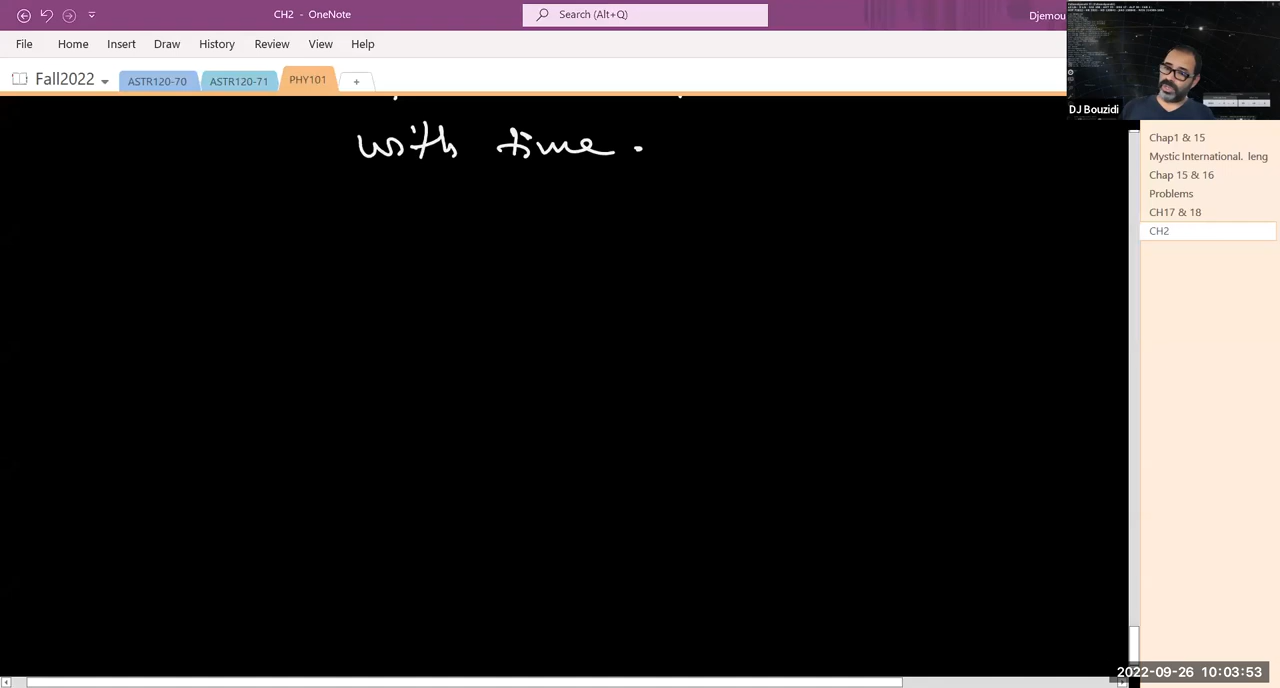 CH2 - OneNote
Search (Alt+Q)
Djemou
File Home Insert Draw History Review View Help
Fall2022 ASTR120-70 ASTR120-71 PHY101 +
DJ Bouzidi
with time.
Chap1 & 15
Mystic International. leng
Chap 15 & 16
Problems
CH17 & 18
CH2
2022-09-26 10:03:53